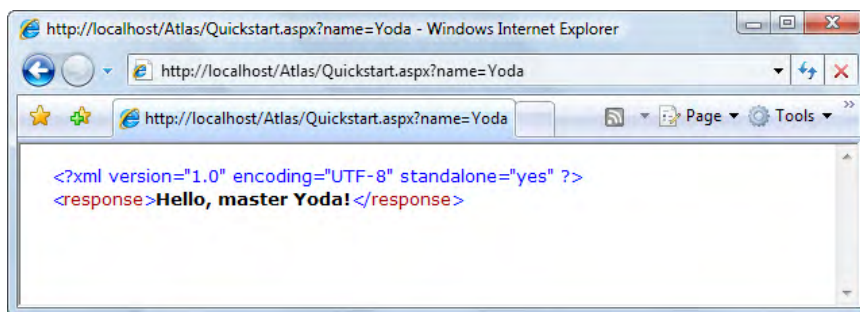 http://localhost/Atlas/Quickstart.aspx?name=Yoda - Windows Internet Explorer
http://localhost/Atlas/Quickstart.aspx?name=Yoda
http://localhost/Atlas/Quickstart.aspx?name=Yoda Page Tools
<?xml version="1.0" encoding="UTF-8" standalone="yes" ?>
<response>Hello, master Yoda!</response>